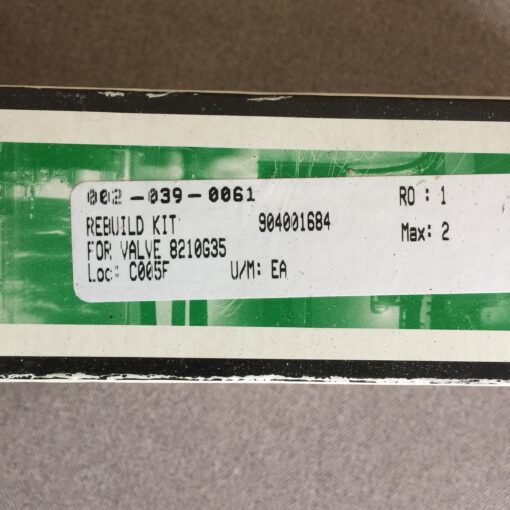 002-039-0061 RO : 1
REBUILD KIT 904001684 Max: 2
FOR VALVE 8210G35
Loc: C005F U/M: EA